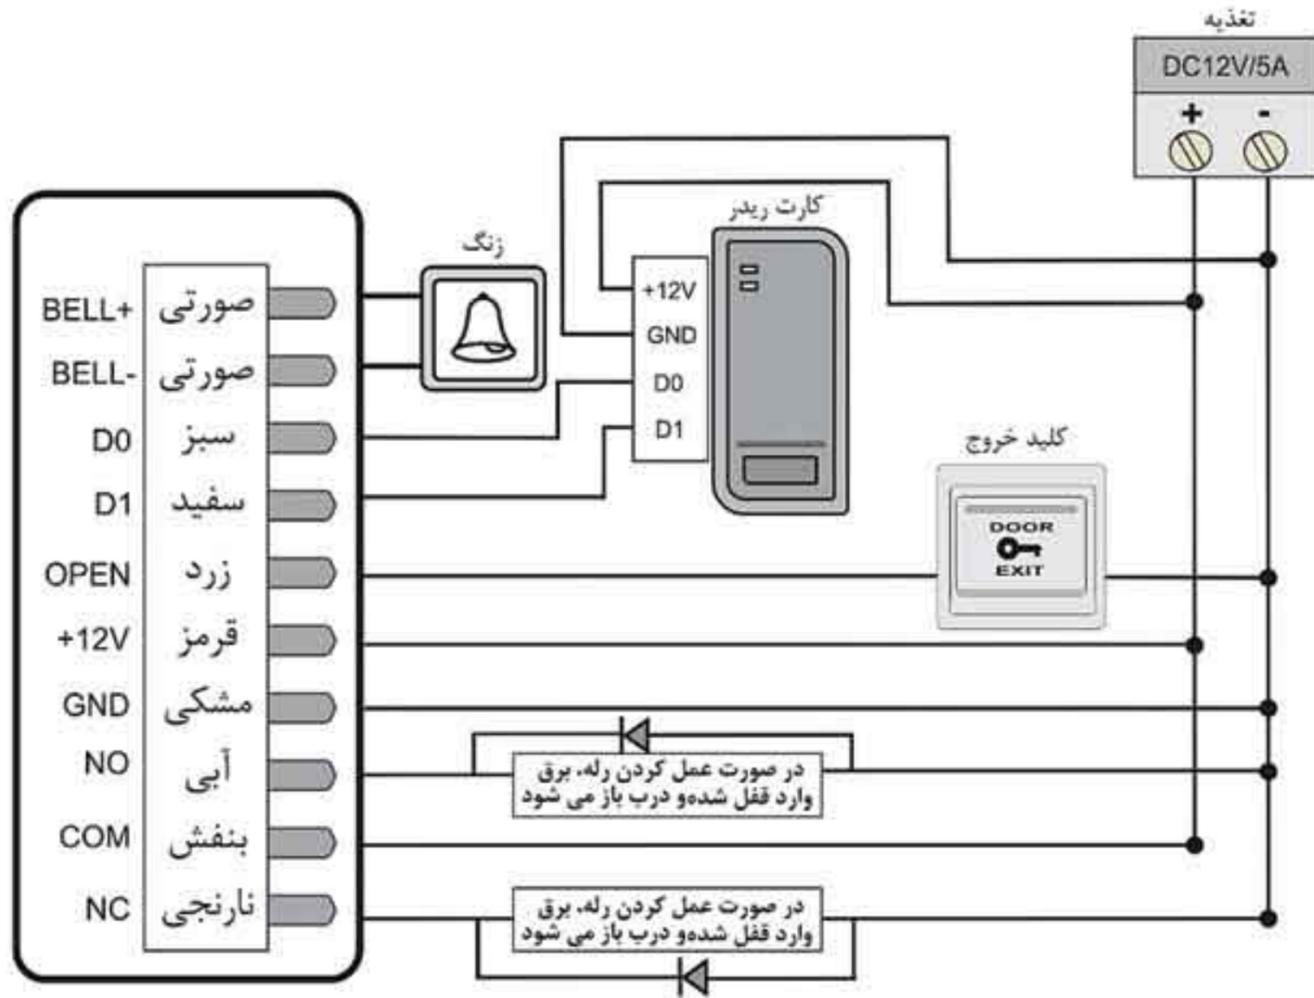 تغذیه
DC12V/5A
+ -
کارت ریدر
زنگ
+12V
GND
D0
D1
کلید خروج
DOOR
EXIT
BELL+ صورتی
BELL- صورتی
D0 سبز
D1 سفید
OPEN زرد
+12V قرمز
GND مشکی
NO آبی
COM بنفش
NC نارنجی
در صورت عمل کردن رله، برق
وارد قفل شده‌و درب باز می شود
در صورت عمل کردن رله، برق
وارد قفل شده‌و درب باز می شود